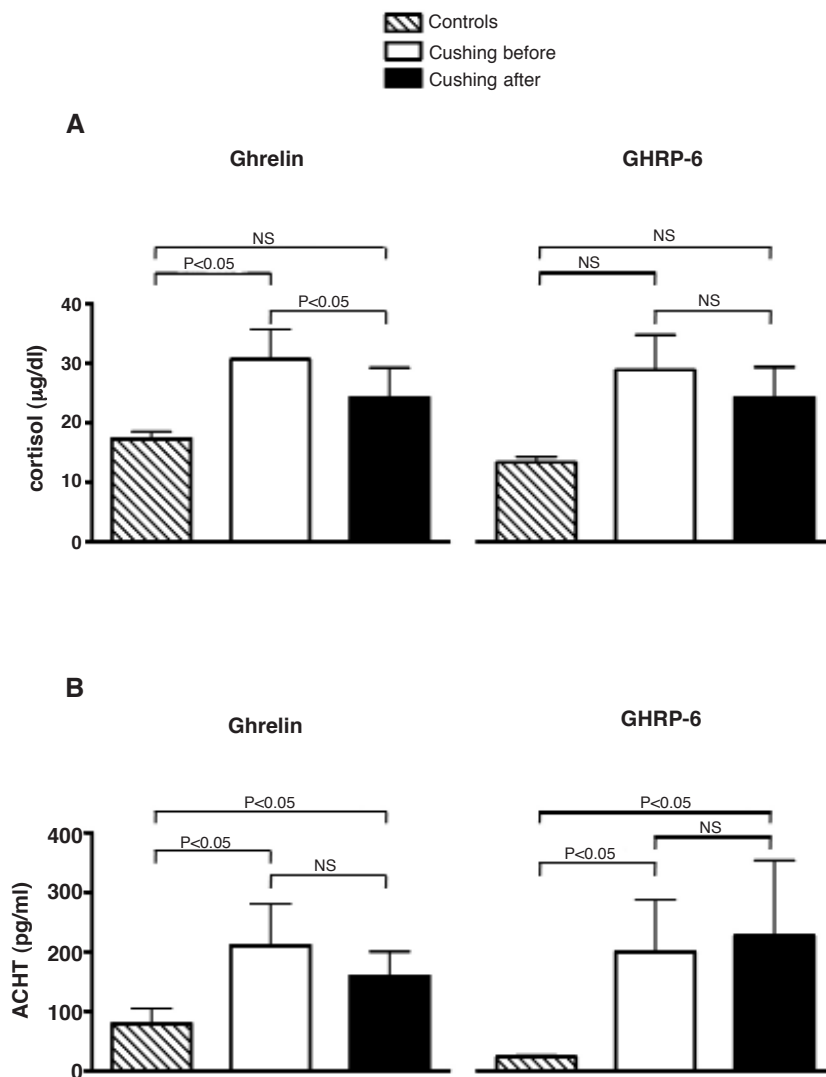 Controls
Cushing before
Cushing after
A
Ghrelin
GHRP-6
NS
P<0.05
P<0.05
NS
NS
NS
cortisol (μg/dl)
40
30
20
10
0
B
Ghrelin
GHRP-6
P<0.05
P<0.05
NS
P<0.05
NS
P<0.05
ACHT (pg/ml)
400
300
200
100
0